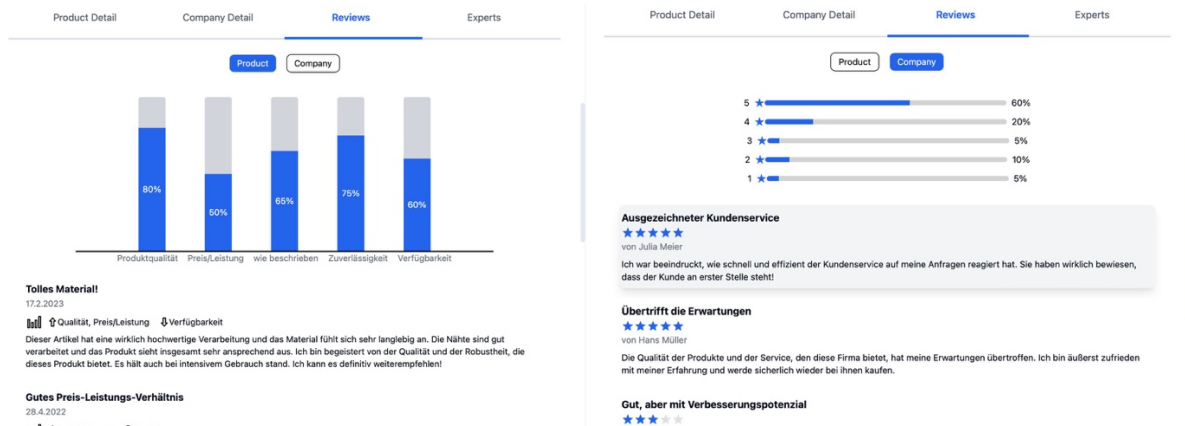 Product Detail
Company Detail
Reviews
Experts
Product
Company
80%
50%
65%
75%
60%
Produktqualität
Preis/Leistung
wie beschrieben
Zuverlässigkeit
Verfügbarkeit
Tolles Material!
17.2.2023
Qualität, Preis/Leistung
Verfügbarkeit
Dieser Artikel hat eine wirklich hochwertige Verarbeitung und das Material fühlt sich sehr langlebig an. Die Nähte sind gut
verarbeitet und das Produkt sieht insgesamt sehr ansprechend aus. Ich bin begeistert von der Qualität und der Robustheit, die
dieses Produkt bietet. Es hält auch bei intensivem Gebrauch stand. Ich kann es definitiv weiterempfehlen!
Gutes Preis-Leistungs-Verhältnis
28.4.2022
Product Detail
Company Detail
Reviews
Experts
Product
Company
5 60%
4 20%
3 5%
2 10%
1 5%
Ausgezeichneter Kundenservice
von Julia Meier
Ich war beeindruckt, wie schnell und effizient der Kundenservice auf meine Anfragen reagiert hat. Sie haben wirklich bewiesen,
dass der Kunde an erster Stelle steht!
Übertrifft die Erwartungen
von Hans Müller
Die Qualität der Produkte und der Service, den diese Firma bietet, hat meine Erwartungen übertroffen. Ich bin äußerst zufrieden
mit meiner Erfahrung und werde sicherlich wieder bei ihnen kaufen.
Gut, aber mit Verbesserungspotenzial